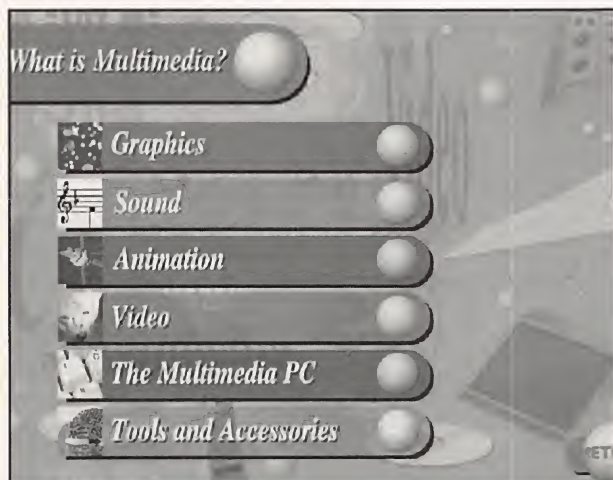 What is Multimedia?
Graphics
Sound
Animation
Video
The Multimedia PC
Tools and Accessories